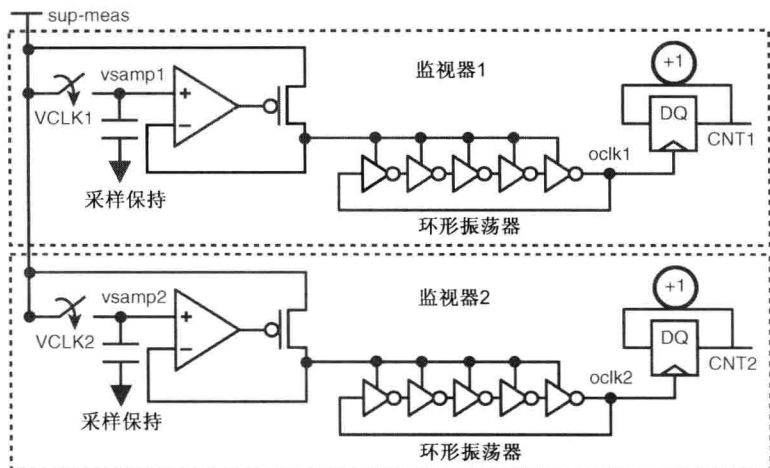 sup-meas
监视器1
+1
vsamp1
+
VCLK1
−
DQ
CNT1
oclk1
采样保持
环形振荡器
监视器2
+1
vsamp2
+
VCLK2
−
DQ
CNT2
oclk2
采样保持
环形振荡器